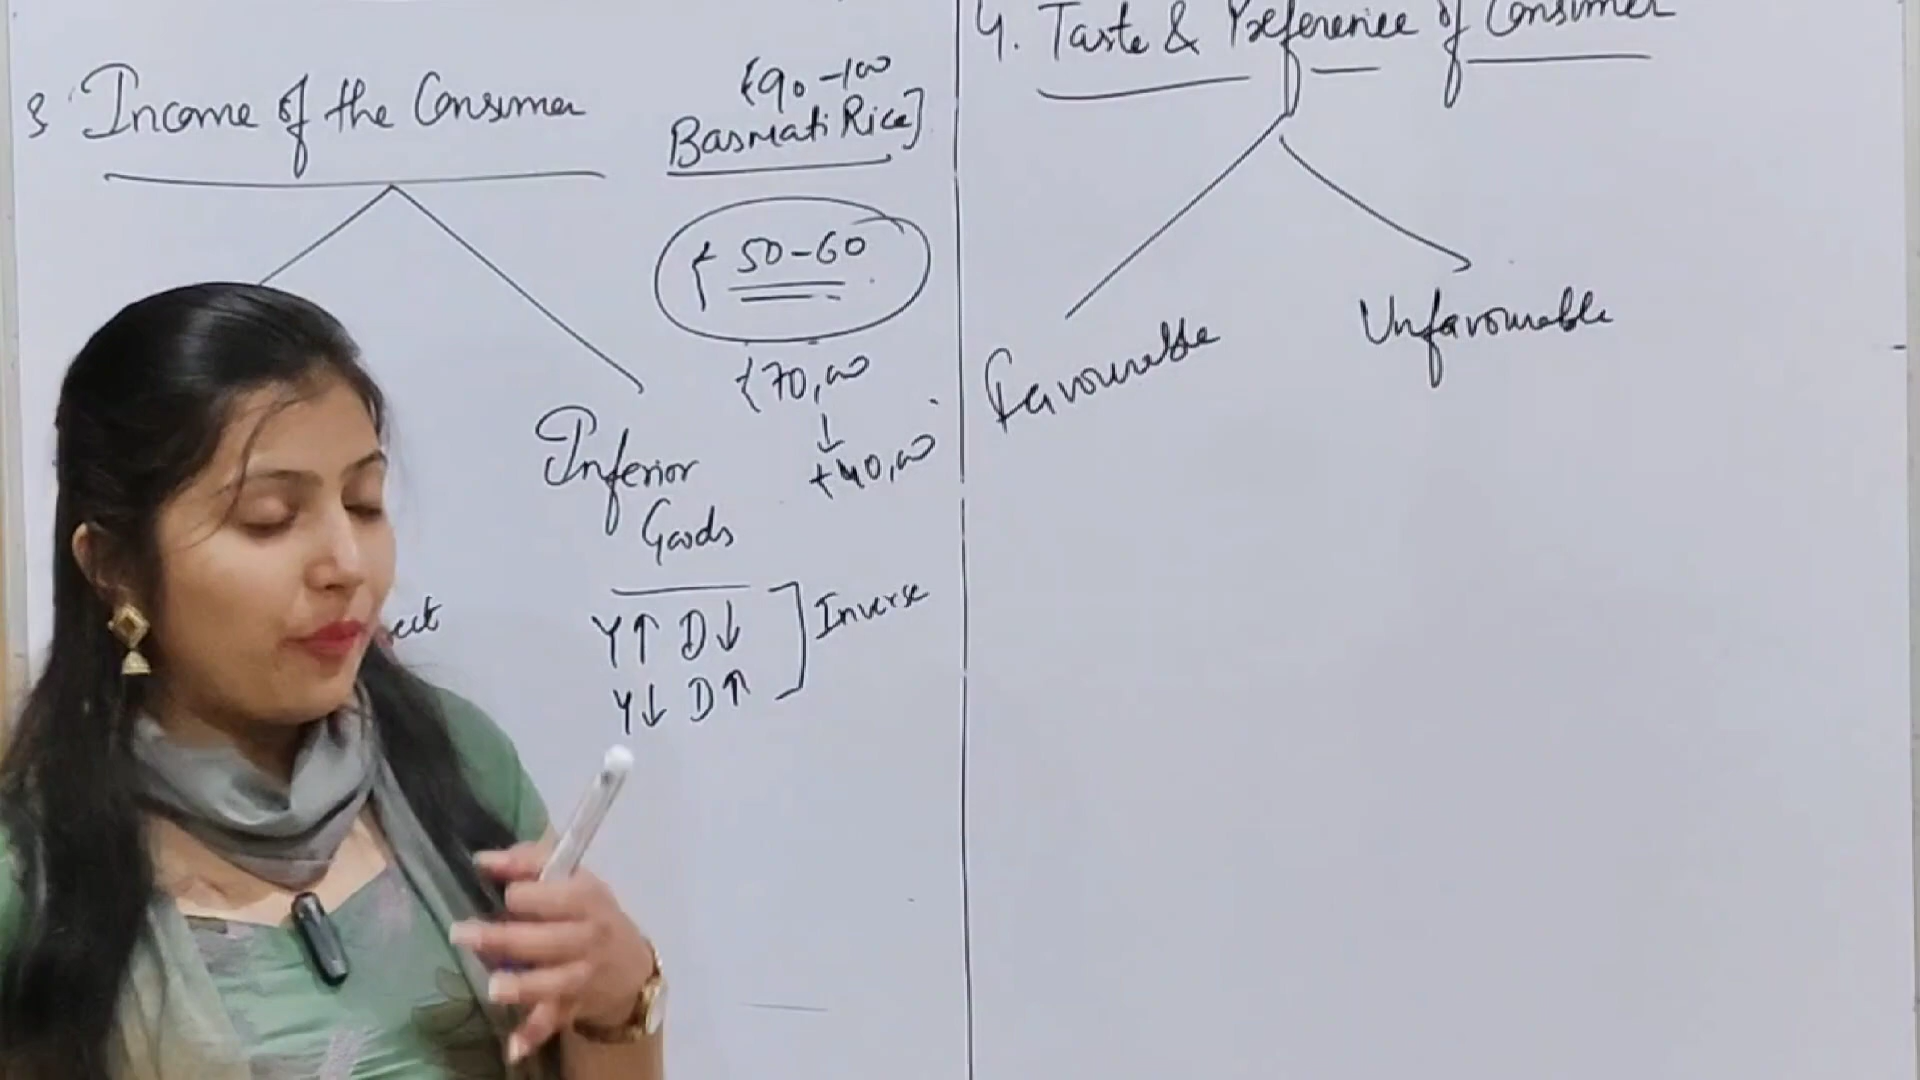 3 Income of the Consumer
₹90-100
Basmati Rice]
₹ 50-60
₹70,00
+40,00
Inferior
Goods
Y↑ D↓
Y↓ D↑
] Inverse
4. Taste & Preference of Consumer
Favourable
Unfavourable